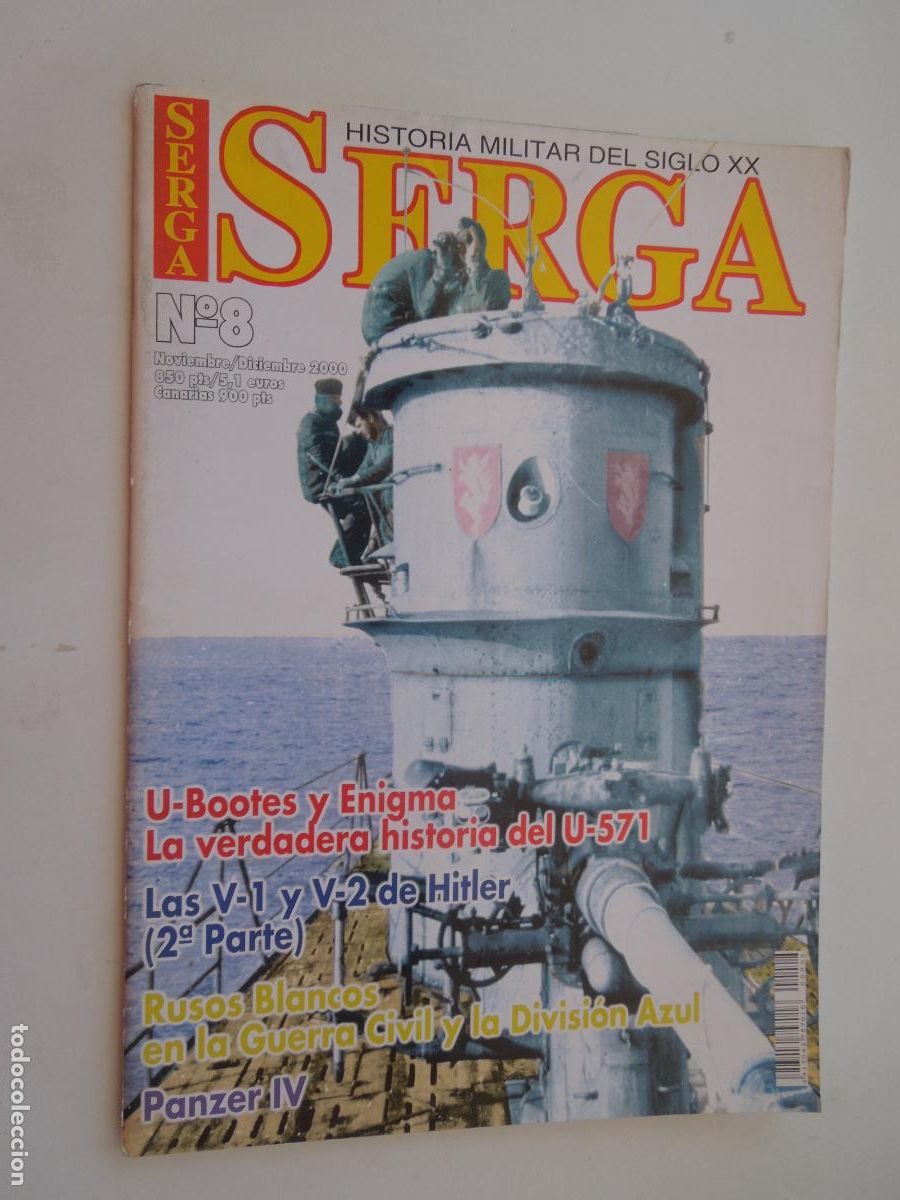 SERGA
HISTORIA MILITAR DEL SIGLO XX
SERGA
Nº8
Noviembre/Diciembre 2000
850 pts/5,1 euros
Canarias 900 pts
U-Bootes y Enigma
La verdadera historia del U-571
Las V-1 y V-2 de Hitler
(2ª Parte)
Rusos Blancos
en la Guerra Civil y la División Azul
Panzer IV
todocoleccion